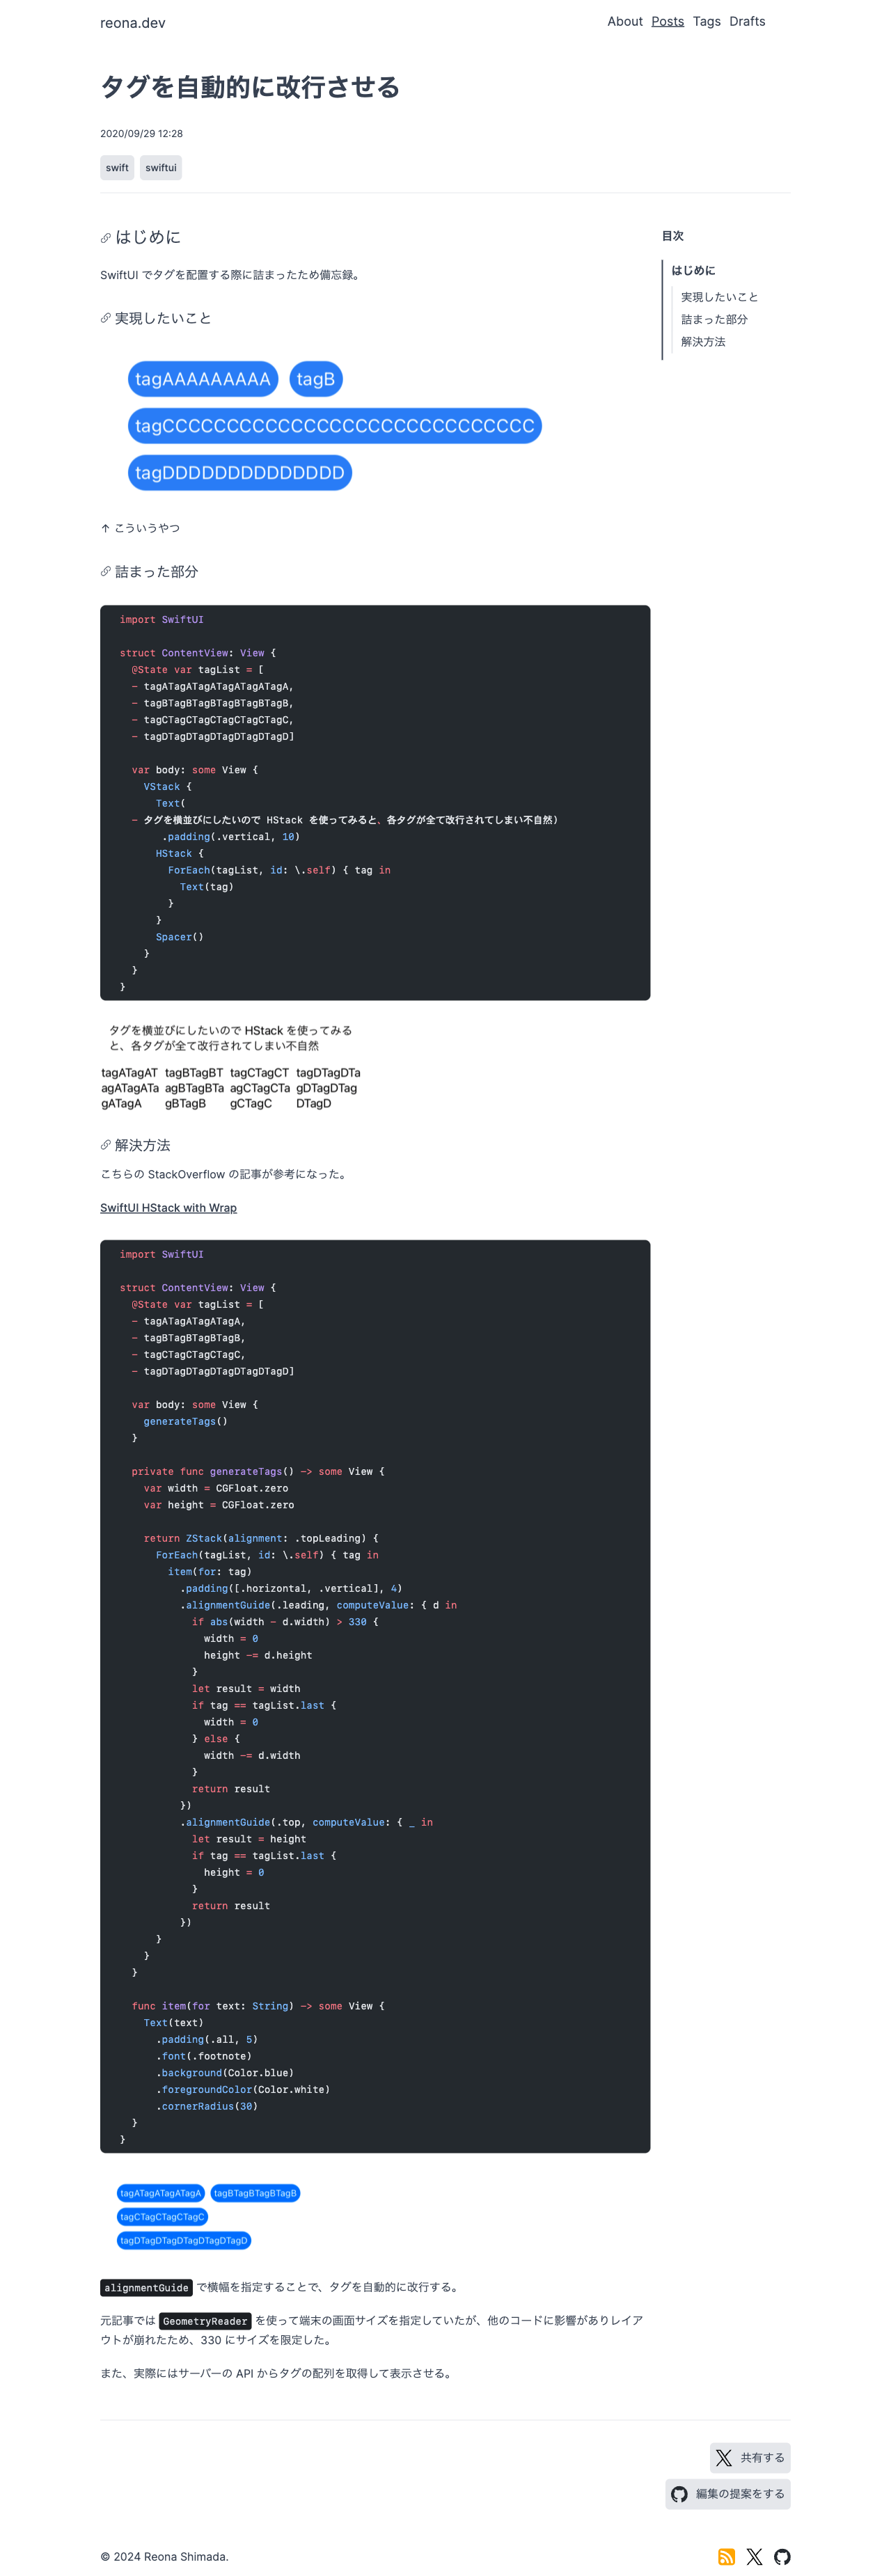 reona.dev
About Posts Tags Drafts
タグを自動的に改行させる
2020/09/29 12:28
swift swiftui
はじめに
SwiftUI でタグを配置する際に詰まったため備忘録。
実現したいこと
tagAAAAAAAAA tagB
tagCCCCCCCCCCCCCCCCCCCCCCCCCCCCC
tagDDDDDDDDDDDDDD
↑ こういうやつ
詰まった部分
import SwiftUI
struct ContentView: View {
@State var tagList = [
- tagATagATagATagATagATagA,
- tagBTagBTagBTagBTagBTagB,
- tagCTagCTagCTagCTagCTagC,
- tagDTagDTagDTagDTagDTagD]
var body: some View {
VStack {
Text(
- タグを横並びにしたいので HStack を使ってみると、各タグが全て改行されてしまい不自然)
.padding(.vertical, 10)
HStack {
ForEach(tagList, id: \.self) { tag in
Text(tag)
}
}
Spacer()
}
}
}
タグを横並びにしたいので HStack を使ってみる
と、各タグが全て改行されてしまい不自然
tagATagAT tagBTagBT tagCTagCT tagDTagDTa
agATagATa agBTagBTa agCTagCTa gDTagDTag
gATagA gBTagB gCTagC DTagD
解決方法
こちらの StackOverflow の記事が参考になった。
SwiftUI HStack with Wrap
import SwiftUI
struct ContentView: View {
@State var tagList = [
- tagATagATagATagA,
- tagBTagBTagBTagB,
- tagCTagCTagCTagC,
- tagDTagDTagDTagDTagDTagD]
var body: some View {
generateTags()
}
private func generateTags() -> some View {
var width = CGFloat.zero
var height = CGFloat.zero
return ZStack(alignment: .topLeading) {
ForEach(tagList, id: \.self) { tag in
item(for: tag)
.padding([.horizontal, .vertical], 4)
.alignmentGuide(.leading, computeValue: { d in
if abs(width - d.width) > 330 {
width = 0
height -= d.height
}
let result = width
if tag == tagList.last {
width = 0
} else {
width -= d.width
}
return result
})
.alignmentGuide(.top, computeValue: { _ in
let result = height
if tag == tagList.last {
height = 0
}
return result
})
}
}
}
func item(for text: String) -> some View {
Text(text)
.padding(.all, 5)
.font(.footnote)
.background(Color.blue)
.foregroundColor(Color.white)
.cornerRadius(30)
}
}
tagATagATagATagA tagBTagBTagBTagB
tagCTagCTagCTagC
tagDTagDTagDTagDTagDTagD
alignmentGuide で横幅を指定することで、タグを自動的に改行する。
元記事では GeometryReader を使って端末の画面サイズを指定していたが、他のコードに影響がありレイア
ウトが崩れたため、330 にサイズを限定した。
また、実際にはサーバーの API からタグの配列を取得して表示させる。
目次
はじめに
実現したいこと
詰まった部分
解決方法
共有する
編集の提案をする
© 2024 Reona Shimada.